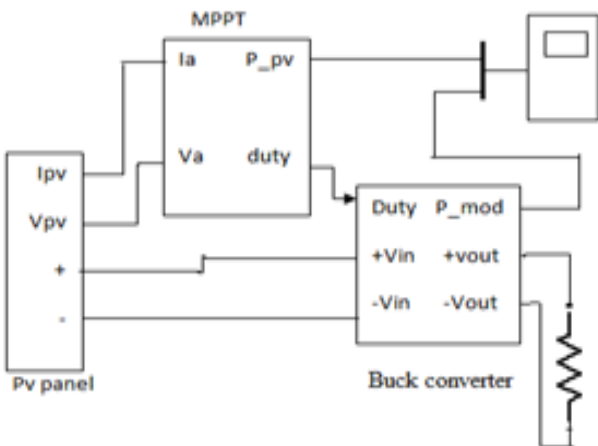 MPPT
Ia P_pv
Va duty
Ipv
Vpv
+
-
Pv panel
Duty P_mod
+Vin +vout
-Vin -Vout
Buck converter